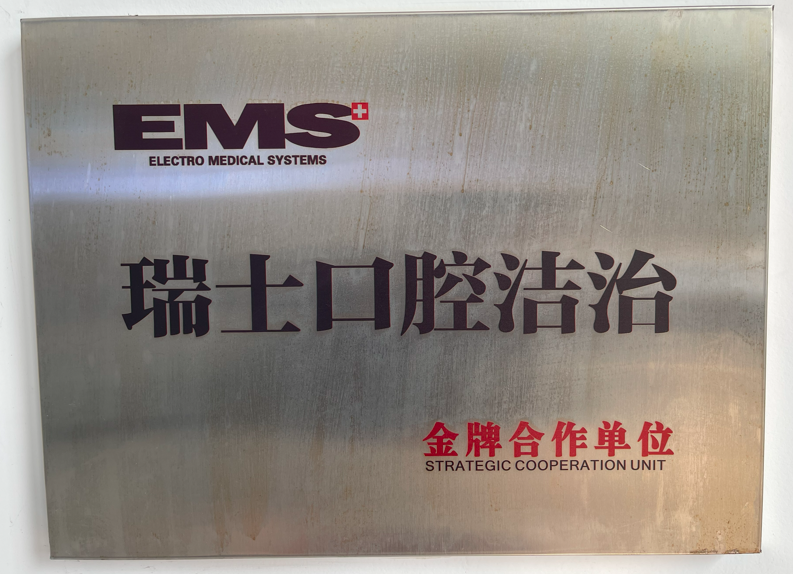 EMS
ELECTRO MEDICAL SYSTEMS
瑞士口腔洁治
金牌合作单位
STRATEGIC COOPERATION UNIT